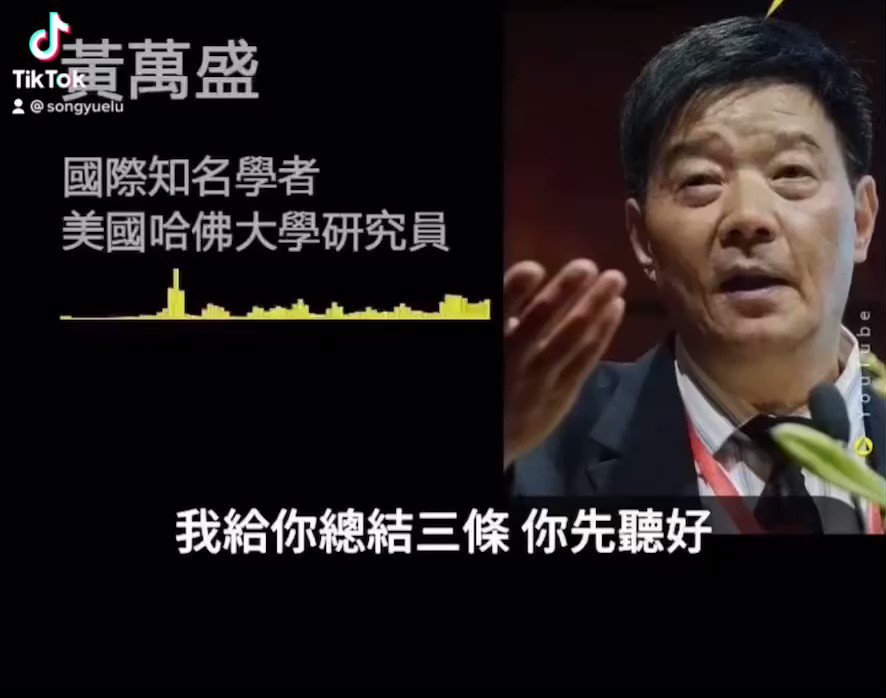 黃萬盛
TikTok
@songyuelu
國際知名學者
美國哈佛大學研究員
YouTube
我給你總結三條 你先聽好